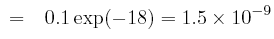 = 0.1 exp(−18) = 1.5 × 10⁻⁹